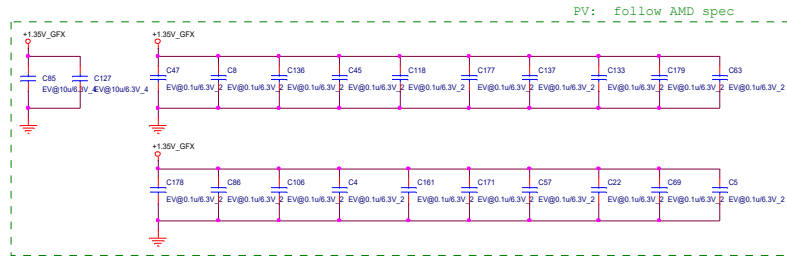 PV: follow AMD spec
+1.35V_GFX +1.35V_GFX
C85 C127 C47 C8 C136 C45 C118 C177 C137 C133 C179 C63
EV@10u/6.3V_4 EV@10u/6.3V_4 EV@0.1u/6.3V_2 EV@0.1u/6.3V_2 EV@0.1u/6.3V_2 EV@0.1u/6.3V_2 EV@0.1u/6.3V_2 EV@0.1u/6.3V_2 EV@0.1u/6.3V_2 EV@0.1u/6.3V_2 EV@0.1u/6.3V_2 EV@0.1u/6.3V_2
+1.35V_GFX
C178 C86 C106 C4 C161 C171 C57 C22 C69 C5
EV@0.1u/6.3V_2 EV@0.1u/6.3V_2 EV@0.1u/6.3V_2 EV@0.1u/6.3V_2 EV@0.1u/6.3V_2 EV@0.1u/6.3V_2 EV@0.1u/6.3V_2 EV@0.1u/6.3V_2 EV@0.1u/6.3V_2 EV@0.1u/6.3V_2